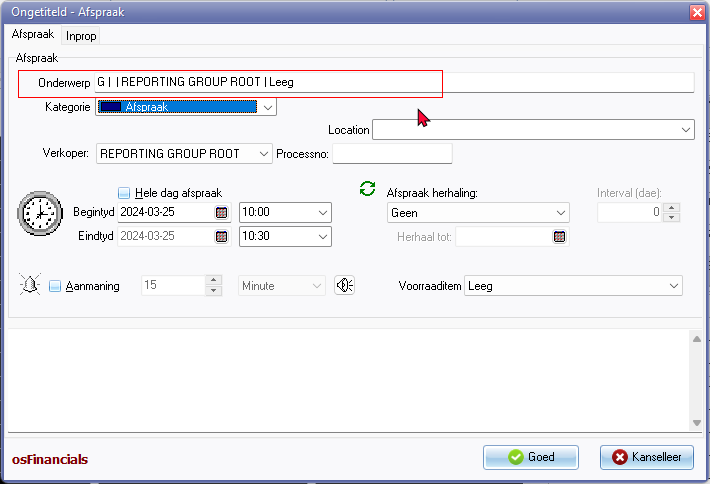 Ongetiteld - Afspraak
Afspraak Inprop
Afspraak
Onderwerp G | | REPORTING GROUP ROOT | Leeg
Kategorie Afspraak
Location
Verkoper: REPORTING GROUP ROOT Processno:
Hele dag afspraak Afspraak herhaling: Interval (dae):
Begintyd 2024-03-25 10:00 Geen 0
Eindtyd 2024-03-25 10:30 Herhaal tot:
Aanmaning 15 Minute Voorraaditem Leeg
osFinancials Goed Kanselleer